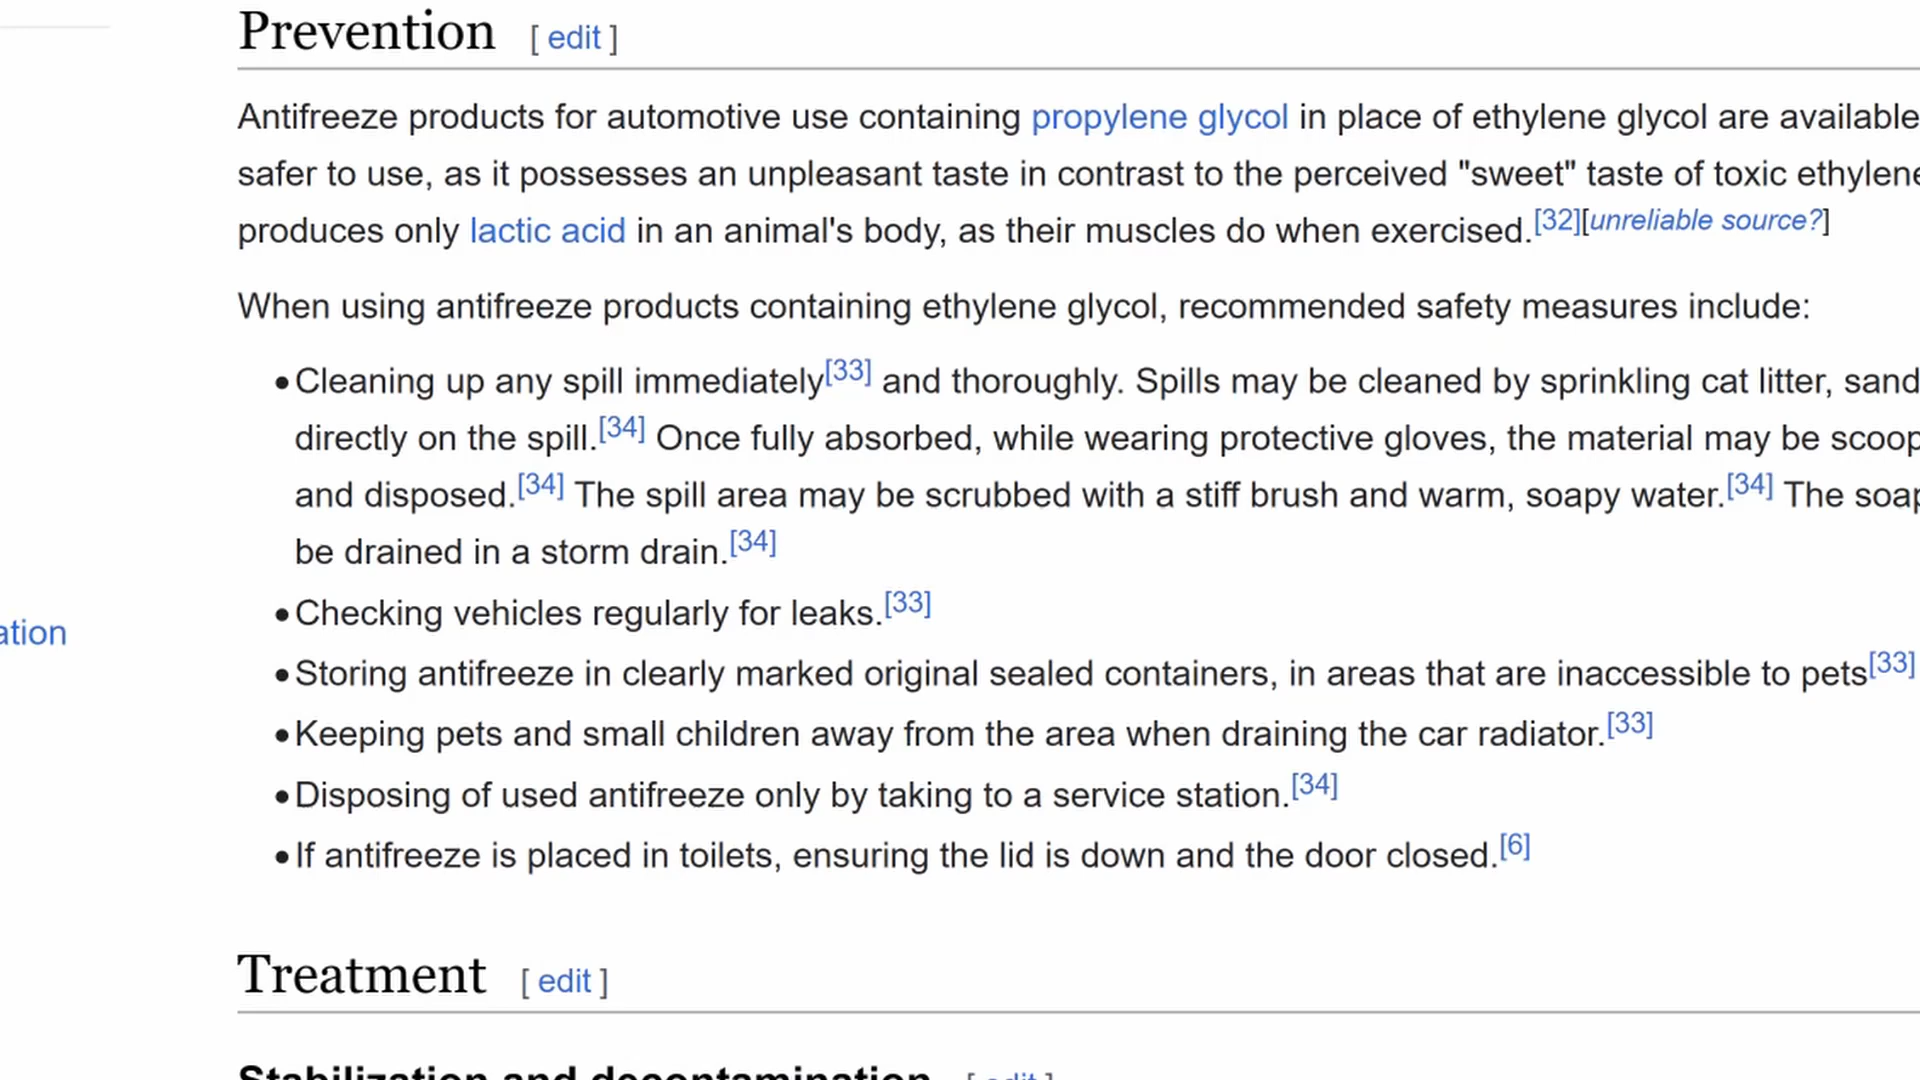 Prevention [ edit ]
Antifreeze products for automotive use containing propylene glycol in place of ethylene glycol are available
safer to use, as it possesses an unpleasant taste in contrast to the perceived "sweet" taste of toxic ethylene
produces only lactic acid in an animal's body, as their muscles do when exercised.[32][unreliable source?]
When using antifreeze products containing ethylene glycol, recommended safety measures include:
•Cleaning up any spill immediately[33] and thoroughly. Spills may be cleaned by sprinkling cat litter, sand
directly on the spill.[34] Once fully absorbed, while wearing protective gloves, the material may be scoop
and disposed.[34] The spill area may be scrubbed with a stiff brush and warm, soapy water.[34] The soap
be drained in a storm drain.[34]
•Checking vehicles regularly for leaks.[33]
ation
•Storing antifreeze in clearly marked original sealed containers, in areas that are inaccessible to pets[33]
•Keeping pets and small children away from the area when draining the car radiator.[33]
•Disposing of used antifreeze only by taking to a service station.[34]
•If antifreeze is placed in toilets, ensuring the lid is down and the door closed.[6]
Treatment [ edit ]
Stabilization and decontamination [ edit ]